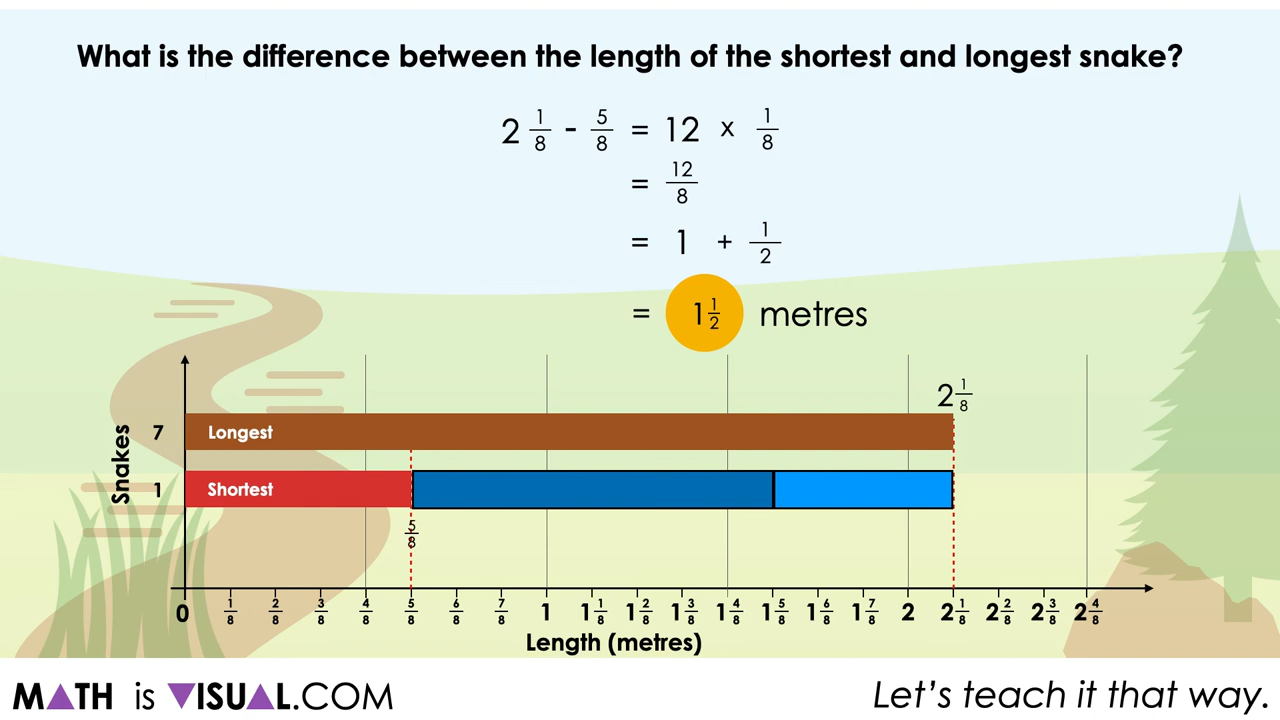 What is the difference between the length of the shortest and longest snake?
2 1/8 - 5/8 = 12 x 1/8
= 12/8
= 1 + 1/2
= 1 1/2 metres
2 1/8
7 Longest
Snakes
1 Shortest
5/8
0 1/8 2/8 3/8 4/8 5/8 6/8 7/8 1 1 1/8 1 2/8 1 3/8 1 4/8 1 5/8 1 6/8 1 7/8 2 2 1/8 2 2/8 2 3/8 2 4/8
Length (metres)
MATH is VISUAL.COM
Let's teach it that way.